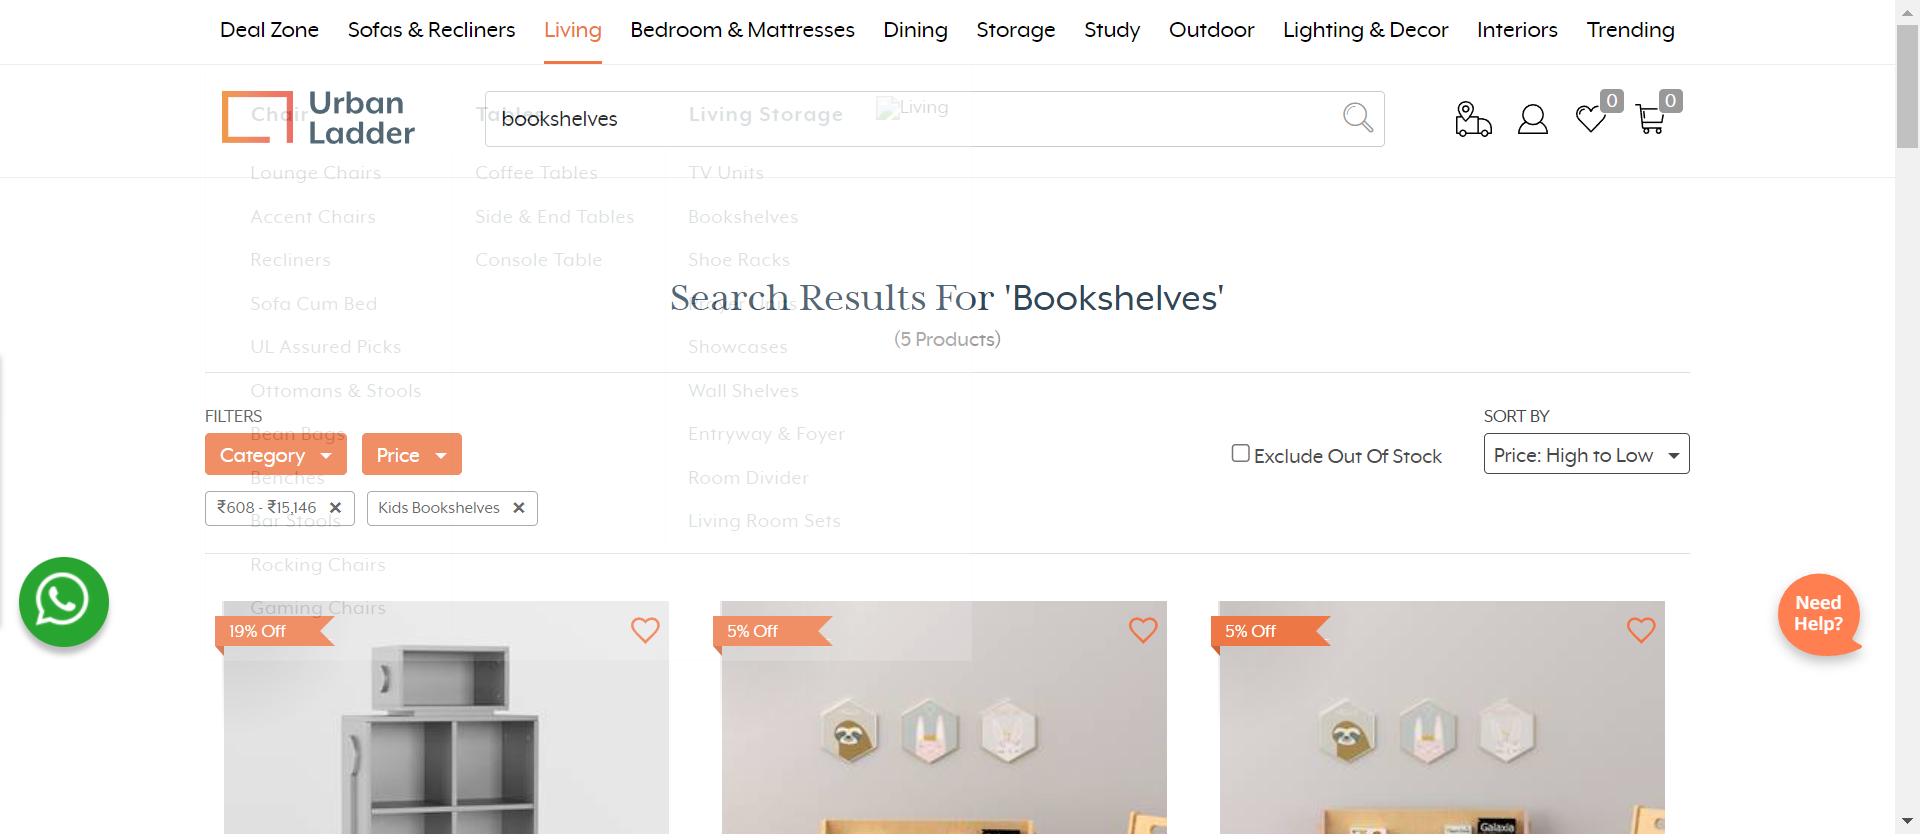 Deal Zone Sofas & Recliners Living Bedroom & Mattresses Dining Storage Study Outdoor Lighting & Decor Interiors Trending
Urban
Ladder
bookshelves
0
0
Chair
Living Storage
Living
Lounge Chairs
Coffee Tables
TV Units
Accent Chairs
Side & End Tables
Bookshelves
Recliners
Console Table
Shoe Racks
Search Results For 'Bookshelves'
Sofa Cum Bed
(5 Products)
UL Assured Picks
Showcases
Ottomans & Stools
Wall Shelves
FILTERS
SORT BY
Bean Bags
Entryway & Foyer
Category
Price
Exclude Out Of Stock
Price: High to Low
Benches
Room Divider
₹608 - ₹15,146 ×
Kids Bookshelves ×
Bar Stools
Living Room Sets
Rocking Chairs
Gaming Chairs
19% Off
5% Off
5% Off
Need
Help?
Galaxia